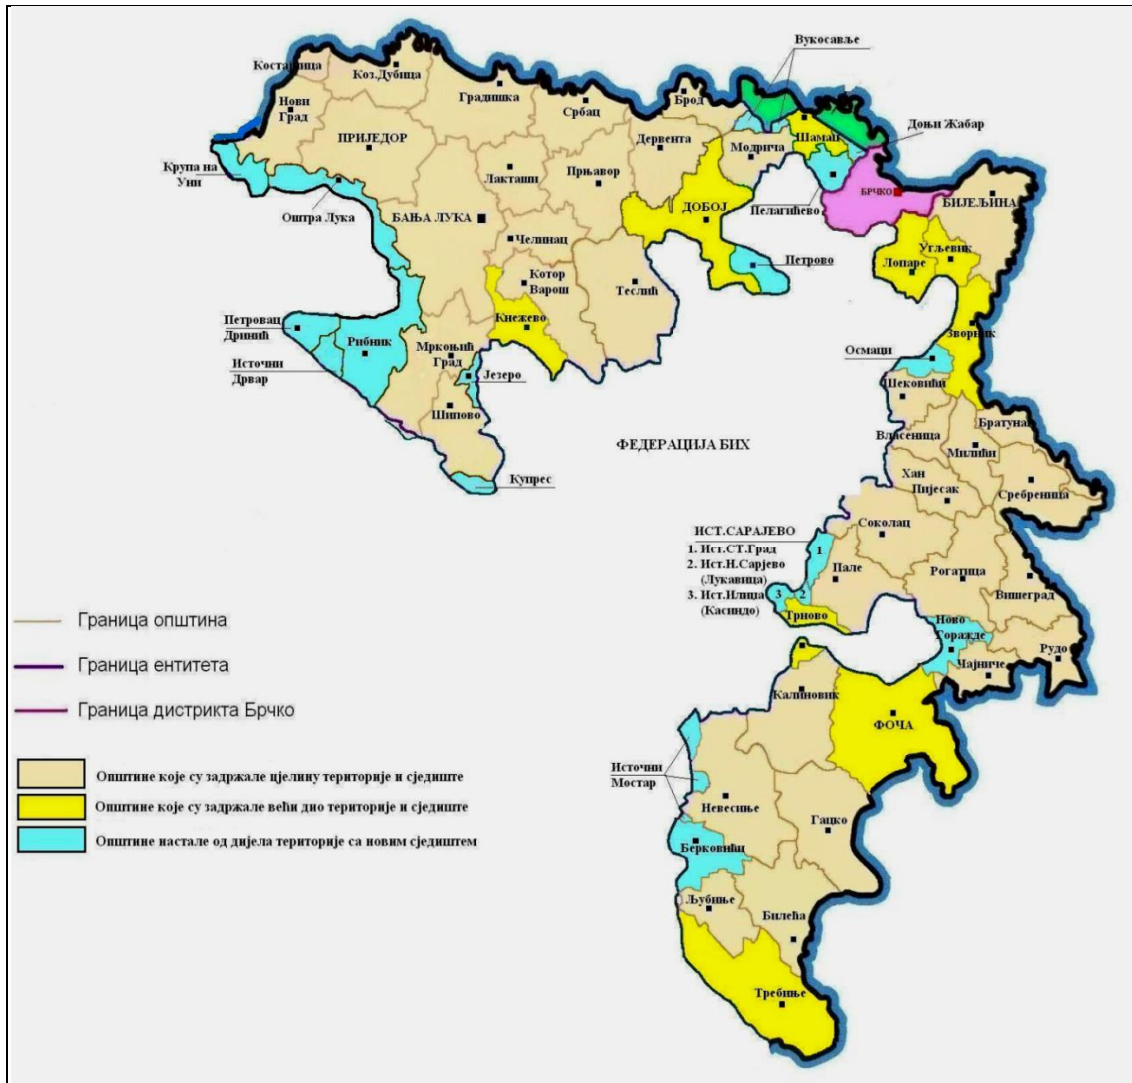 Вукосавље
Костајница
Коз.Дубица
Градишка
Србац
Брод
Доњи Жабар
Нови
Град
ПРИЈЕДОР
Дервента
Модрича
Шамац
Крупа на
Уни
Лакташи
Прњавор
Пелагићево
БРЧКО
БИЈЕЉИНА
Оштра Лука
БАЊА ЛУКА
ДОБОЈ
Челинац
Угљевик
Лопаре
Петрово
Котор
Варош
Теслић
Кнежево
Зворник
Петровац
Дринић
Рибник
Мркоњић
Град
Источни
Дрвар
Језеро
Осмаци
Шековићи
Шипово
Братуна
Власеница
Милићи
ФЕДЕРАЦИЈА БИХ
Хан
Пијесак
Сребреница
Купрес
Соколац
ИСТ.САРАЈЕВО
1. Ист.СТ.Град
2. Ист.Н.Сарјево
(Лукавица)
3. Ист.Илиџа
(Касиндо)
1
2
3
Пале
Рогатица
Вишеград
Трново
Ново
Горажде
Рудо
Чајниче
Калиновик
ФОЧА
Источни
Мостар
Невесиње
Гацко
Берковићи
Љубиње
Билећа
Требиње
Граница општина
Граница ентитета
Граница дистрикта Брчко
Општине које су задржале цјелину територије и сједиште
Општине које су задржале већи дио територије и сједиште
Општине настале од дијела територије са новим сједиштем